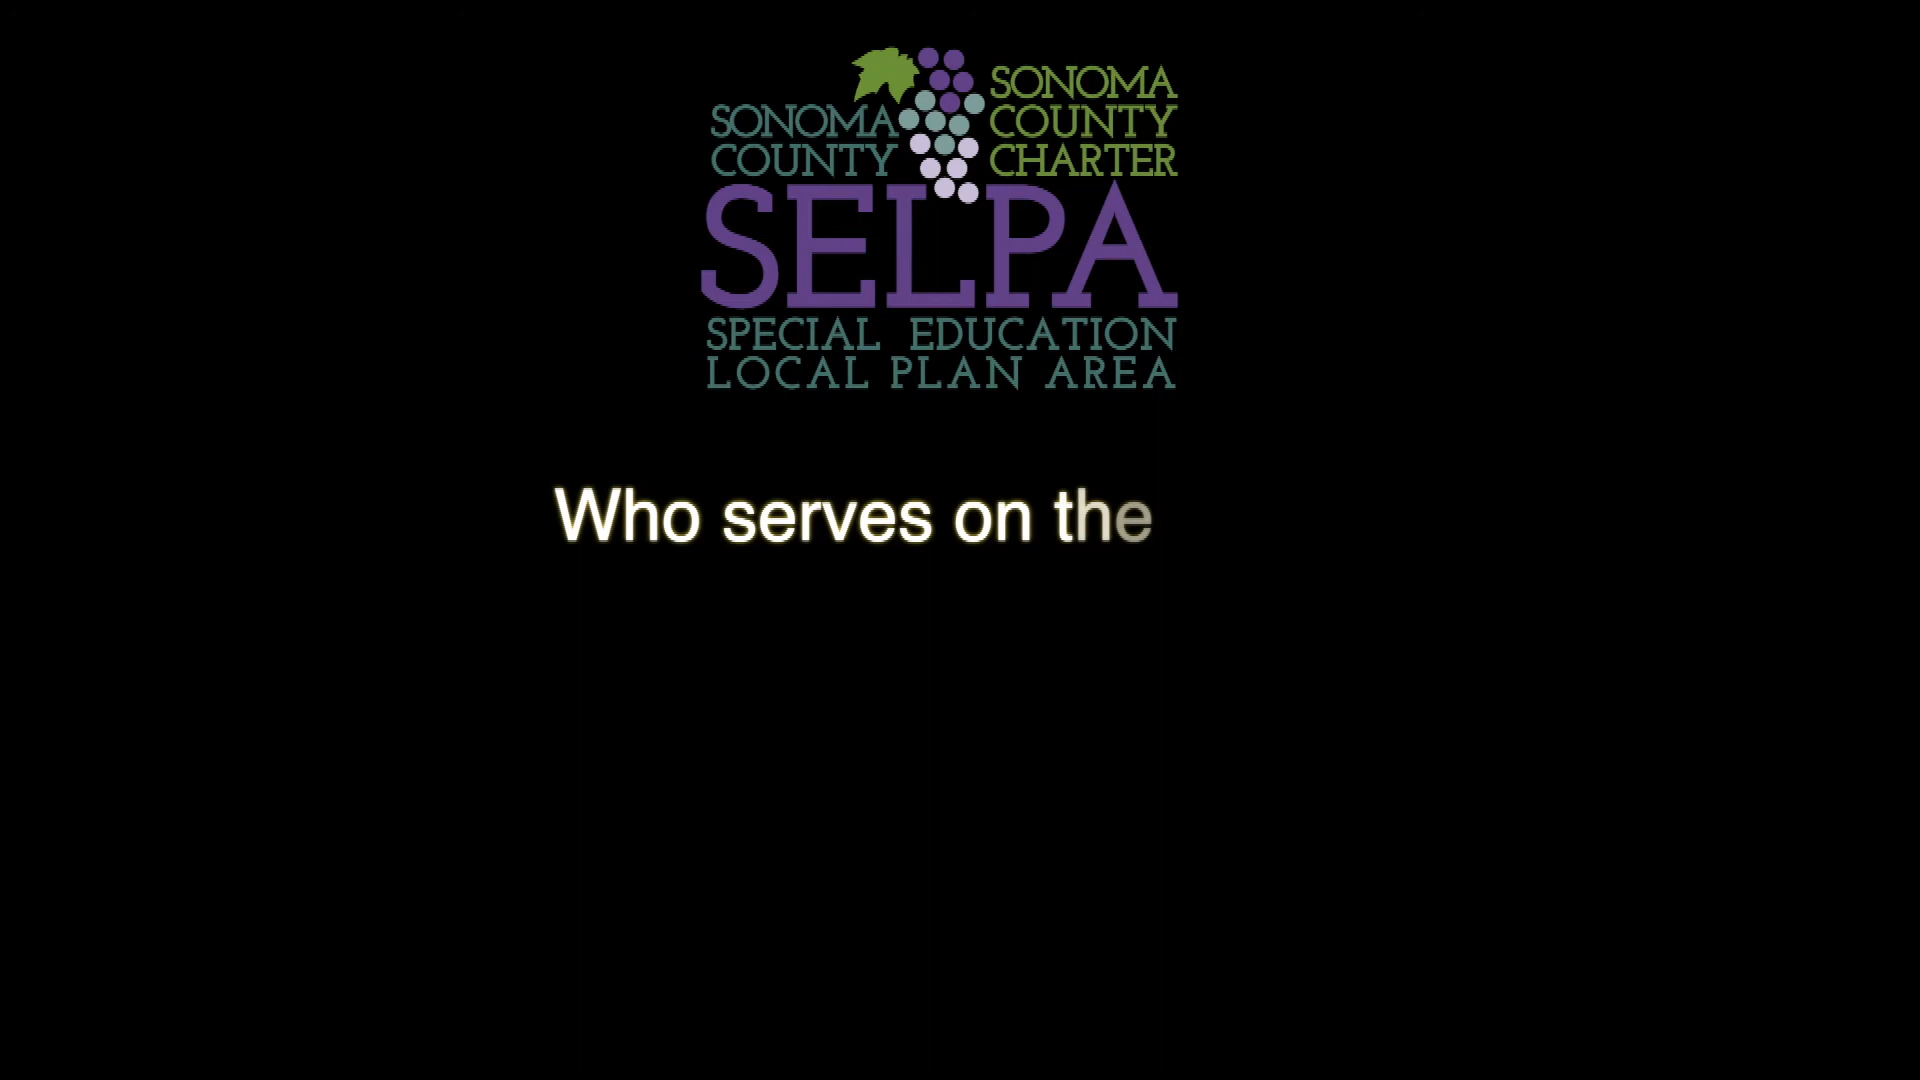 SONOMA
COUNTY
SONOMA
COUNTY
CHARTER
SELPA
SPECIAL EDUCATION
LOCAL PLAN AREA
Who serves on the